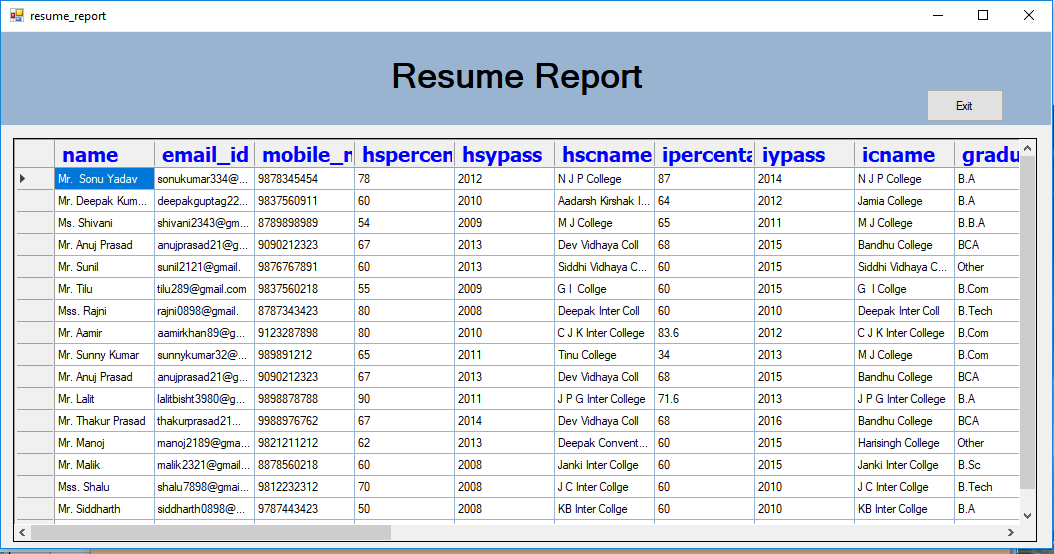 resume_report
Resume Report
Exit
name email_id mobile_n hspercen hsypass hscname ipercenta iypass icname gradu
Mr. Sonu Yadav sonukumar334@... 9878345454 78 2012 N J P College 87 2014 N J P College B.A
Mr. Deepak Kum... deepakguptag22... 9837560911 60 2010 Aadarsh Kirshak I... 64 2012 Jamia College B.A
Ms. Shivani shivani2343@gm... 8789898989 54 2009 M J College 65 2011 M J College B.B.A
Mr. Anuj Prasad anujprasad21@g... 9090212323 67 2013 Dev Vidhaya Coll 68 2015 Bandhu College BCA
Mr. Sunil sunil2121@gmail. 9876767891 60 2013 Siddhi Vidhaya C... 60 2015 Siddhi Vidhaya C... Other
Mr. Tilu tilu289@gmail.com 9837560218 55 2009 G I Collge 60 2015 G I Collge B.Com
Mss. Rajni rajni0898@gmail. 8787343423 80 2008 Deepak Inter Coll 60 2010 Deepak Inter Coll B.Tech
Mr. Aamir aamirkhan89@g... 9123287898 80 2010 C J K Inter College 83.6 2012 C J K Inter College B.Com
Mr. Sunny Kumar sunnykumar32@... 989891212 65 2011 Tinu College 34 2013 M J College B.Com
Mr. Anuj Prasad anujprasad21@g... 9090212323 67 2013 Dev Vidhaya Coll 68 2015 Bandhu College BCA
Mr. Lalit lalitbisht3980@g... 9898878788 90 2011 J P G Inter College 71.6 2013 J P G Inter College B.A
Mr. Thakur Prasad thakurprasad21... 9988976762 67 2014 Dev Vidhaya Coll 68 2016 Bandhu College BCA
Mr. Manoj manoj2189@gma... 9821211212 62 2013 Deepak Convent... 60 2015 Harisingh College Other
Mr. Malik malik2321@gmail... 8878560218 60 2008 Janki Inter Collge 60 2015 Janki Inter Collge B.Sc
Mss. Shalu shalu7898@gmai... 9812232312 70 2008 J C Inter Collge 60 2010 J C Inter Collge B.Tech
Mr. Siddharth siddharth0898@... 9787443423 50 2008 KB Inter Collge 60 2010 KB Inter Collge B.A